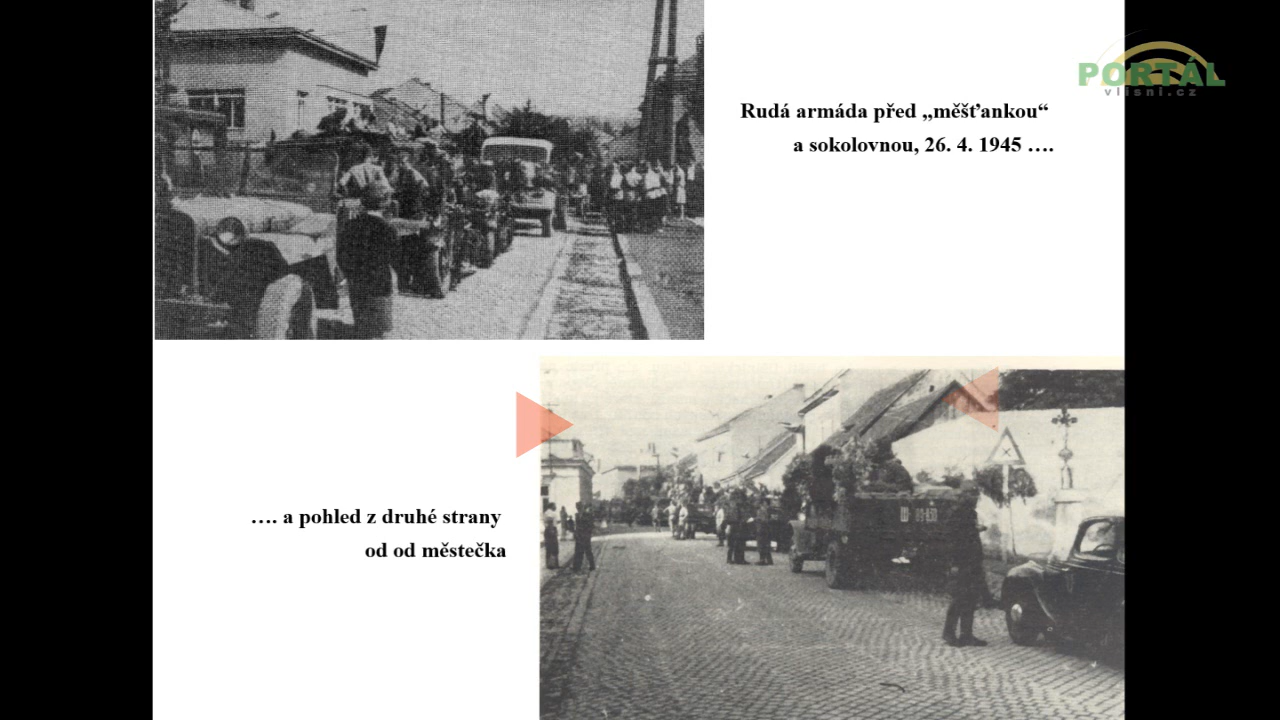 PORTÁL
vlisni.cz
Rudá armáda před „měšťankou“
a sokolovnou, 26. 4. 1945 ….
…. a pohled z druhé strany
od od městečka